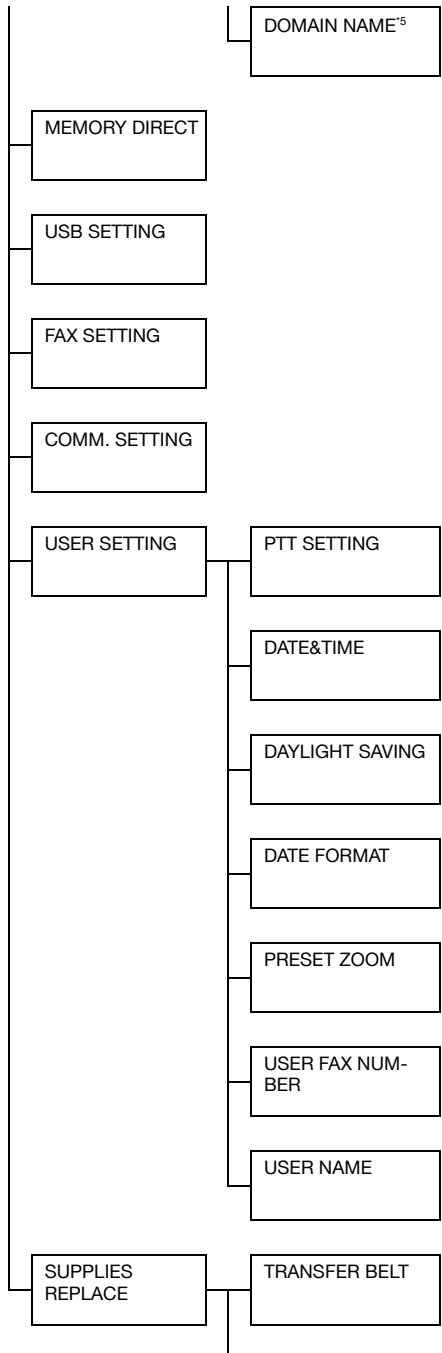 DOMAIN NAME*5
MEMORY DIRECT
USB SETTING
FAX SETTING
COMM. SETTING
USER SETTING
PTT SETTING
DATE&TIME
DAYLIGHT SAVING
DATE FORMAT
PRESET ZOOM
USER FAX NUM-
BER
USER NAME
SUPPLIES
REPLACE
TRANSFER BELT